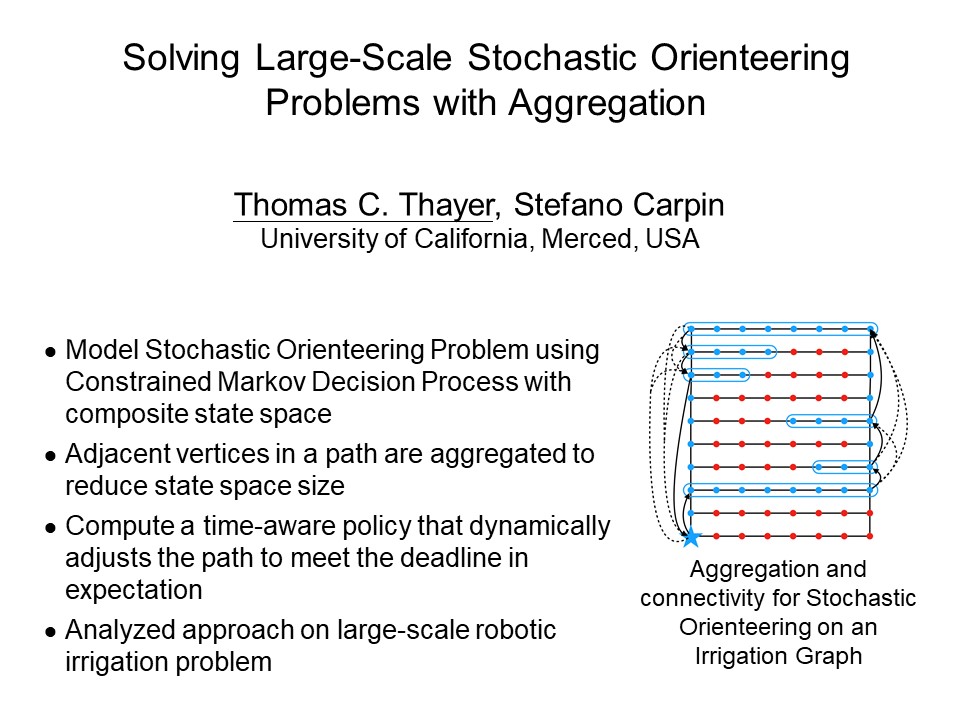 Solving Large-Scale Stochastic Orienteering
Problems with Aggregation
Thomas C. Thayer, Stefano Carpin
University of California, Merced, USA
● Model Stochastic Orienteering Problem using
Constrained Markov Decision Process with
composite state space
● Adjacent vertices in a path are aggregated to
reduce state space size
● Compute a time-aware policy that dynamically
adjusts the path to meet the deadline in
expectation
● Analyzed approach on large-scale robotic
irrigation problem
Aggregation and
connectivity for Stochastic
Orienteering on an
Irrigation Graph